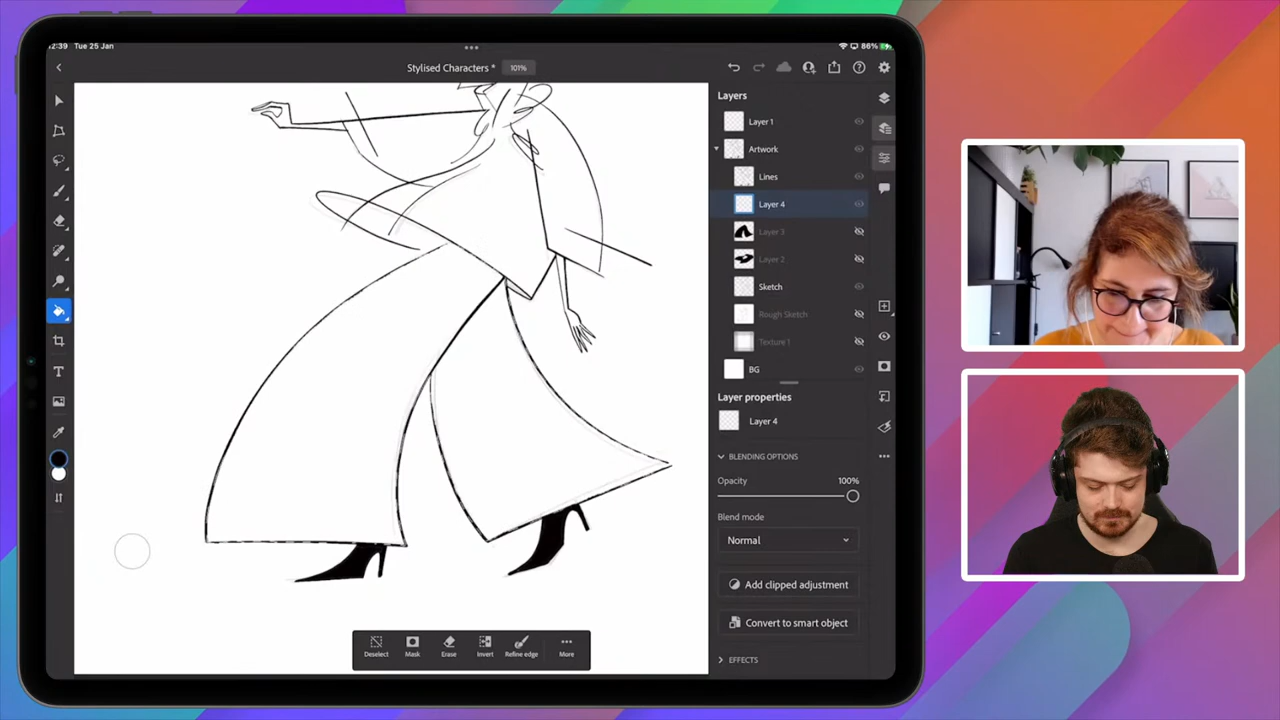 2:39 Tue 25 Jan
86%
Stylised Characters *
101%
Layers
Layer 1
Artwork
Lines
Layer 4
Layer 3
Layer 2
Sketch
Rough Sketch
Texture 1
BG
Layer properties
Layer 4
BLENDING OPTIONS
Opacity
100%
Blend mode
Normal
Add clipped adjustment
Convert to smart object
EFFECTS
Deselect
Mask
Erase
Invert
Refine edge
More